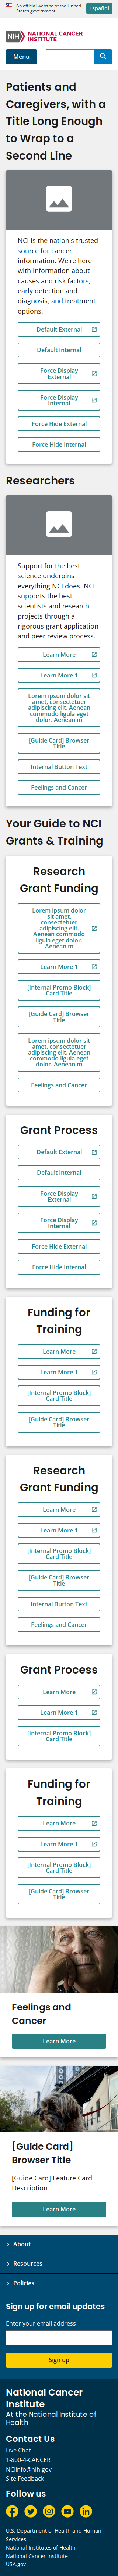 An official website of the United
States government
Español
NIH
NATIONAL CANCER
INSTITUTE
Menu
Patients and
Caregivers, with a
Title Long Enough
to Wrap to a
Second Line
NCI is the nation's trusted
source for cancer
information. We're here
with information about
causes and risk factors,
early detection and
diagnosis, and treatment
options.
Default External
Default Internal
Force Display
External
Force Display
Internal
Force Hide External
Force Hide Internal
Researchers
Support for the best
science underpins
everything NCI does. NCI
supports the best
scientists and research
projects through a
rigorous grant application
and peer review process.
Learn More
Learn More 1
Lorem ipsum dolor sit
amet, consectetuer
adipiscing elit. Aenean
commodo ligula eget
dolor. Aenean m
[Guide Card] Browser
Title
Internal Button Text
Feelings and Cancer
Your Guide to NCI
Grants & Training
Research
Grant Funding
Lorem ipsum dolor
sit amet,
consectetuer
adipiscing elit.
Aenean commodo
ligula eget dolor.
Aenean m
Learn More 1
[Internal Promo Block]
Card Title
[Guide Card] Browser
Title
Lorem ipsum dolor sit
amet, consectetuer
adipiscing elit. Aenean
commodo ligula eget
dolor. Aenean m
Feelings and Cancer
Grant Process
Default External
Default Internal
Force Display
External
Force Display
Internal
Force Hide External
Force Hide Internal
Funding for
Training
Learn More
Learn More 1
[Internal Promo Block]
Card Title
[Guide Card] Browser
Title
Research
Grant Funding
Learn More
Learn More 1
[Internal Promo Block]
Card Title
[Guide Card] Browser
Title
Internal Button Text
Feelings and Cancer
Grant Process
Learn More
Learn More 1
[Internal Promo Block]
Card Title
Funding for
Training
Learn More
Learn More 1
[Internal Promo Block]
Card Title
[Guide Card] Browser
Title
Feelings and
Cancer
Learn More
[Guide Card]
Browser Title
[Guide Card] Feature Card
Description
Learn More
About
Resources
Policies
Sign up for email updates
Enter your email address
Sign up
National Cancer
Institute
At the National Institute of
Health
Contact Us
Live Chat
1-800-4-CANCER
NCIinfo@nih.gov
Site Feedback
Follow us
U.S. Department of Health and Human
Services
National Institutes of Health
National Cancer Institute
USA.gov